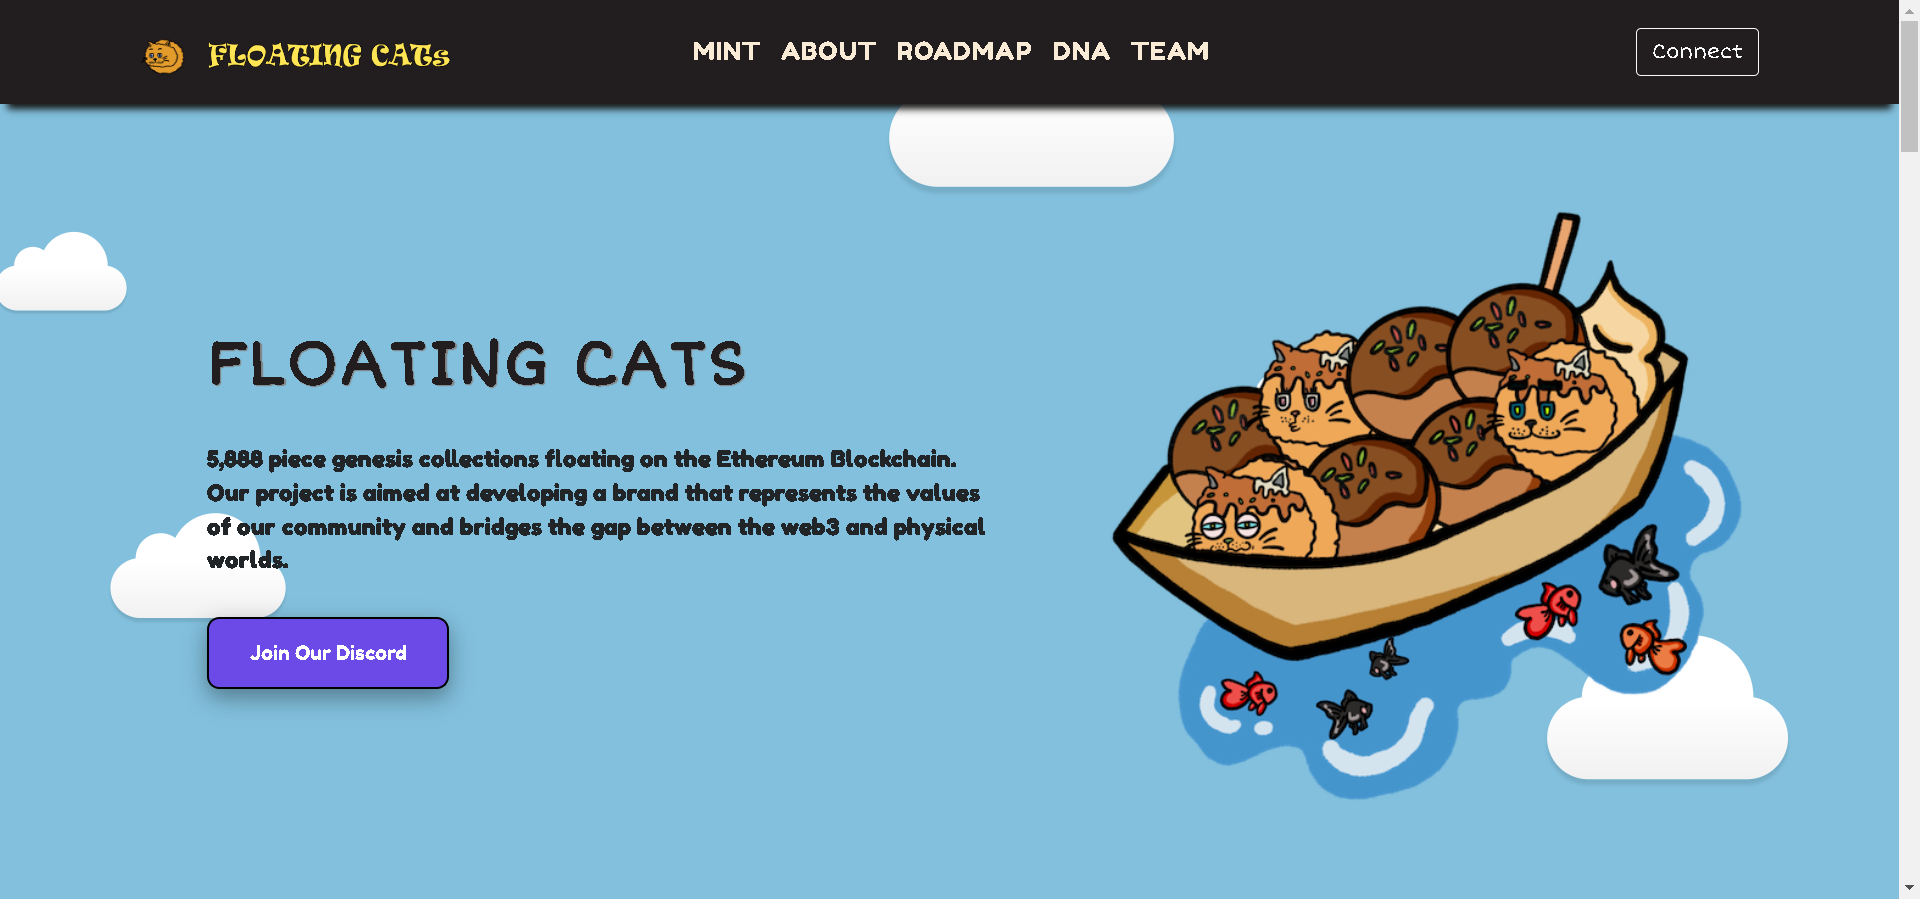 FLOATING CATs
MINT ABOUT ROADMAP DNA TEAM
Connect
FLOATING CATS
5,888 piece genesis collections floating on the Ethereum Blockchain.
Our project is aimed at developing a brand that represents the values
of our community and bridges the gap between the web3 and physical
worlds.
Join Our Discord